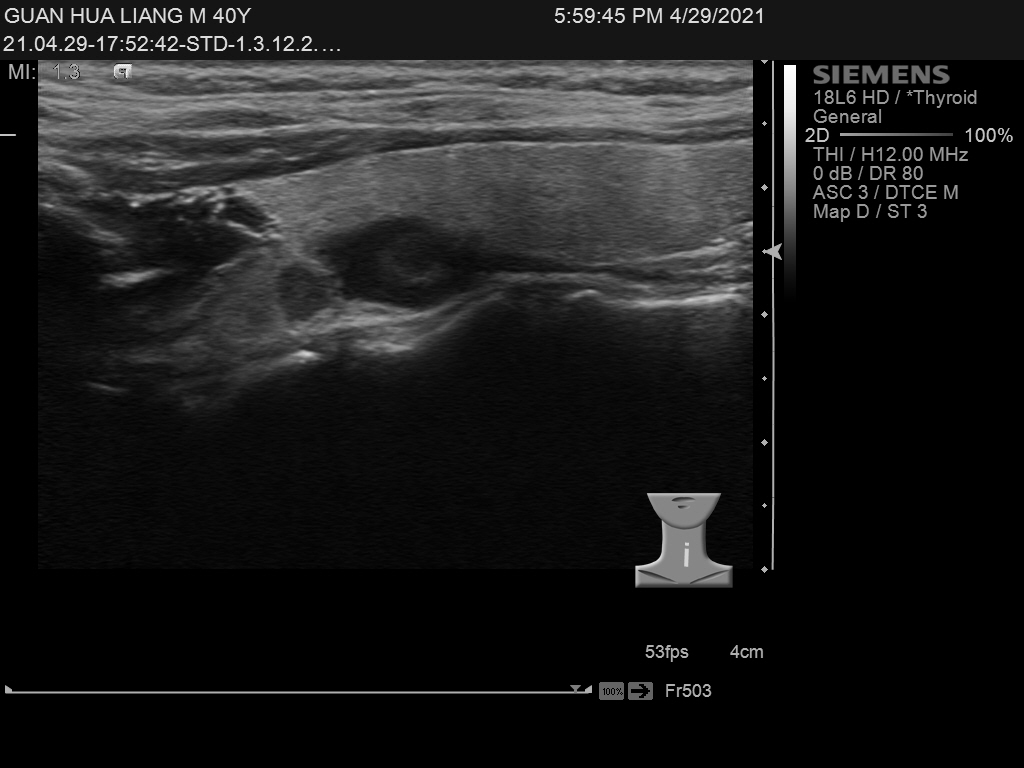 GUAN HUA LIANG M 40Y
5:59:45 PM 4/29/2021
21.04.29-17:52:42-STD-1.3.12.2....
MI: 1.3
SIEMENS
18L6 HD / *Thyroid
General
2D 100%
THI / H12.00 MHz
0 dB / DR 80
ASC 3 / DTCE M
Map D / ST 3
53fps 4cm
100% Fr503